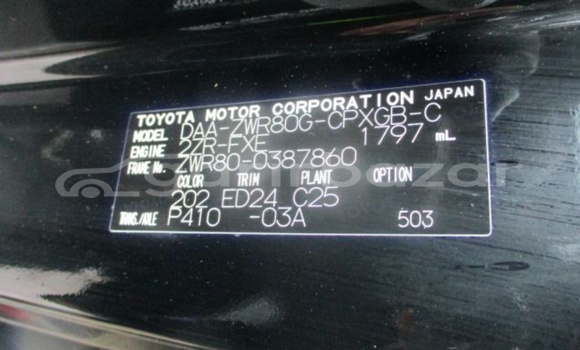 TOYOTA MOTOR CORPORATION JAPAN
MODEL DAA-ZWR80G-CPXGB-C
ENGINE 2ZR-FXE 1797 mL
FRAME No. ZWR80-0387860
COLOR TRIM PLANT OPTION
202 ED24 C25
TRANS./AXLE P410 -03A 503